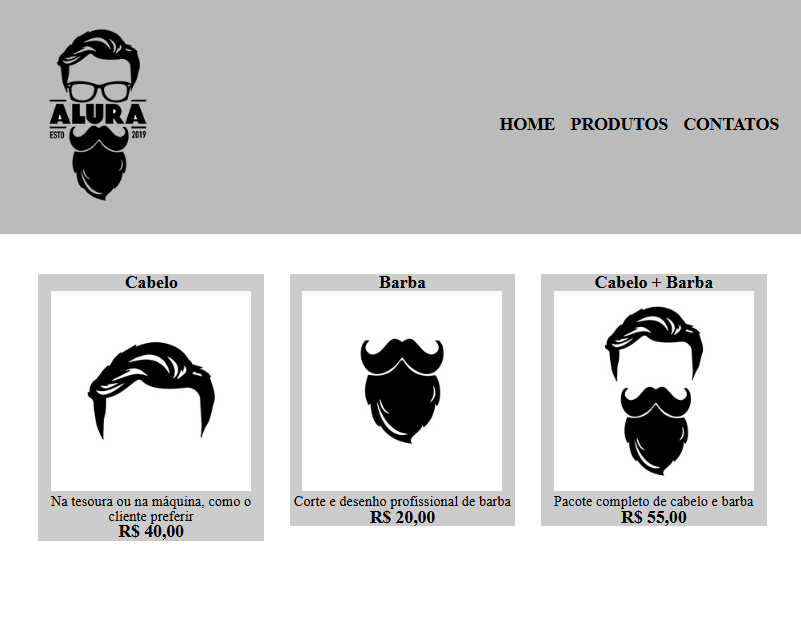 ALURA
ESTD 2019
HOME PRODUTOS CONTATOS
Cabelo
Na tesoura ou na máquina, como o
cliente preferir
R$ 40,00
Barba
Corte e desenho profissional de barba
R$ 20,00
Cabelo + Barba
Pacote completo de cabelo e barba
R$ 55,00